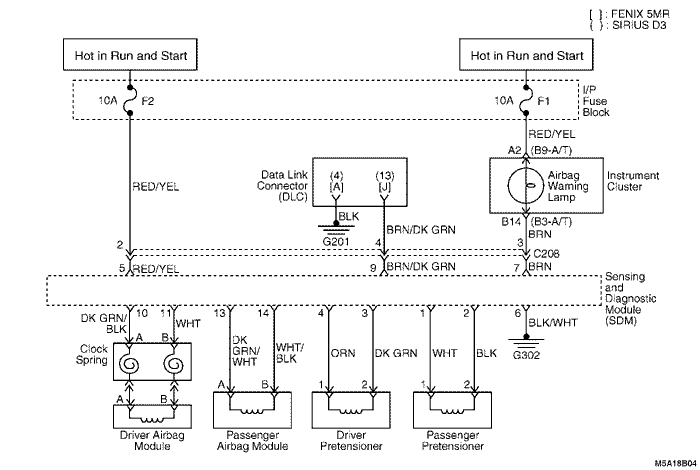 [ ] : FENIX 5MR
( ) : SIRIUS D3
Hot in Run and Start
Hot in Run and Start
10A F2
10A F1
I/P
Fuse
Block
RED/YEL
A2 (B9-A/T)
RED/YEL
Data Link
Connector
(DLC)
(4) (13)
[A] [J]
Airbag
Warning
Lamp
Instrument
Cluster
BLK
G201
BRN/DK GRN
B14 (B3-A/T)
BRN
2 4 3 C206
5 RED/YEL 9 BRN/DK GRN 7 BRN
Sensing
and
Diagnostic
Module
(SDM)
10 11 13 14 4 3 1 2 6
DK GRN/
BLK
WHT
DK
GRN/
WHT
WHT/
BLK
ORN
DK GRN
WHT
BLK
BLK/WHT
G302
Clock
Spring
A B
A B
A B
1 2
1 2
Driver Airbag
Module
Passenger
Airbag Module
Driver
Pretensioner
Passenger
Pretensioner
M5A18B04